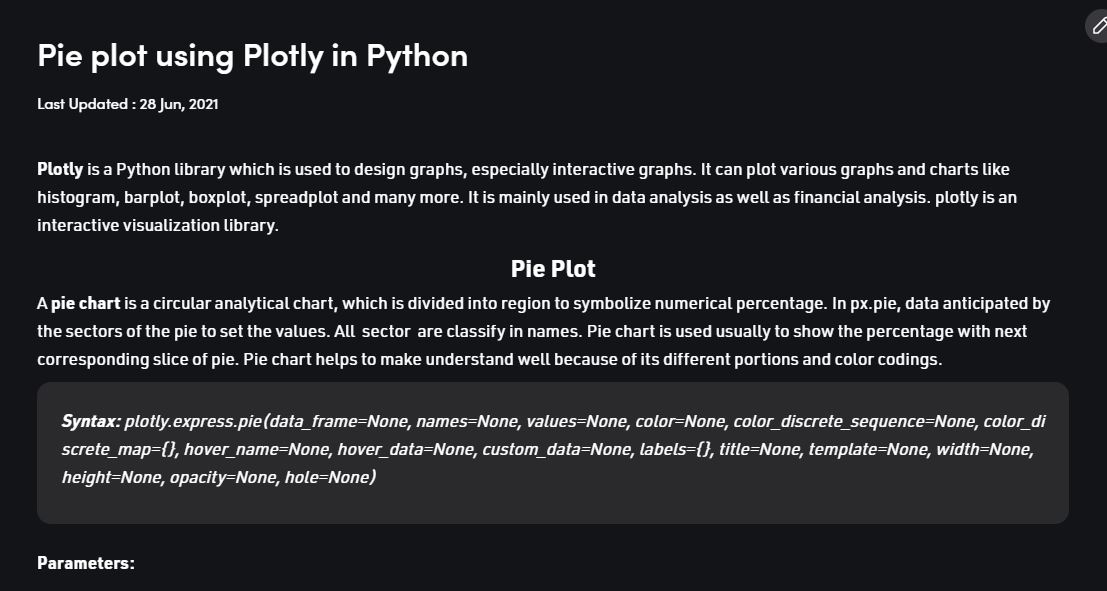 Pie plot using Plotly in Python
Last Updated : 28 Jun, 2021
Plotly is a Python library which is used to design graphs, especially interactive graphs. It can plot various graphs and charts like
histogram, barplot, boxplot, spreadplot and many more. It is mainly used in data analysis as well as financial analysis. plotly is an
interactive visualization library.
Pie Plot
A pie chart is a circular analytical chart, which is divided into region to symbolize numerical percentage. In px.pie, data anticipated by
the sectors of the pie to set the values. All  sector  are classify in names. Pie chart is used usually to show the percentage with next
corresponding slice of pie. Pie chart helps to make understand well because of its different portions and color codings.
Syntax: plotly.express.pie(data_frame=None, names=None, values=None, color=None, color_discrete_sequence=None, color_di
screte_map={}, hover_name=None, hover_data=None, custom_data=None, labels={}, title=None, template=None, width=None,
height=None, opacity=None, hole=None)
Parameters: